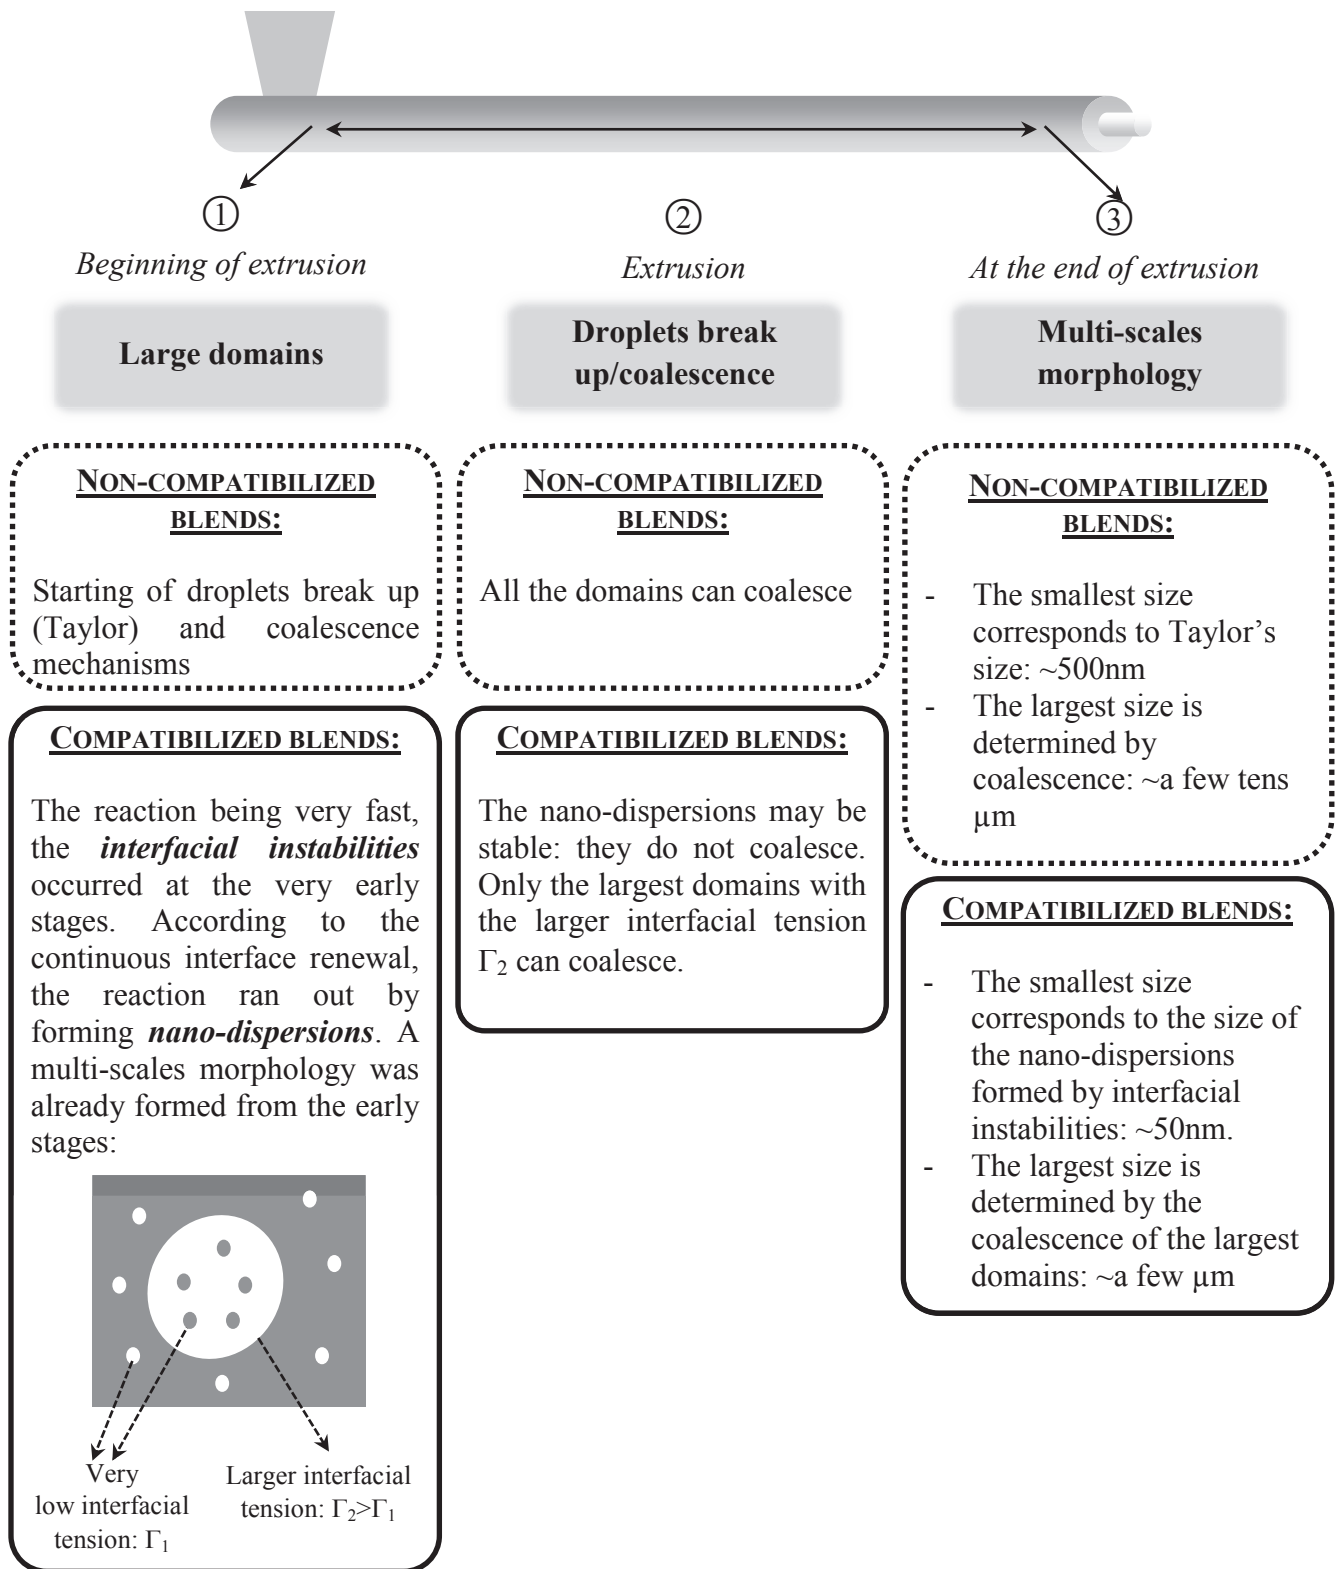 ①
Beginning of extrusion
Large domains
NON-COMPATIBILIZED
BLENDS:
Starting of droplets break up
(Taylor) and coalescence
mechanisms
COMPATIBILIZED BLENDS:
The reaction being very fast,
the interfacial instabilities
occurred at the very early
stages. According to the
continuous interface renewal,
the reaction ran out by
forming nano-dispersions. A
multi-scales morphology was
already formed from the early
stages:
Very
low interfacial
tension: Γ₁
Larger interfacial
tension: Γ₂>Γ₁
②
Extrusion
Droplets break
up/coalescence
NON-COMPATIBILIZED
BLENDS:
All the domains can coalesce
COMPATIBILIZED BLENDS:
The nano-dispersions may be
stable: they do not coalesce.
Only the largest domains with
the larger interfacial tension
Γ₂ can coalesce.
③
At the end of extrusion
Multi-scales
morphology
NON-COMPATIBILIZED
BLENDS:
- The smallest size
corresponds to Taylor’s
size: ~500nm
- The largest size is
determined by
coalescence: ~a few tens
µm
COMPATIBILIZED BLENDS:
- The smallest size
corresponds to the size of
the nano-dispersions
formed by interfacial
instabilities: ~50nm.
- The largest size is
determined by the
coalescence of the largest
domains: ~a few µm